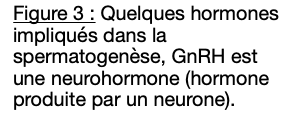 Figure 3 : Quelques hormones
impliqués dans la
spermatogenèse, GnRH est
une neurohormone (hormone
produite par un neurone).